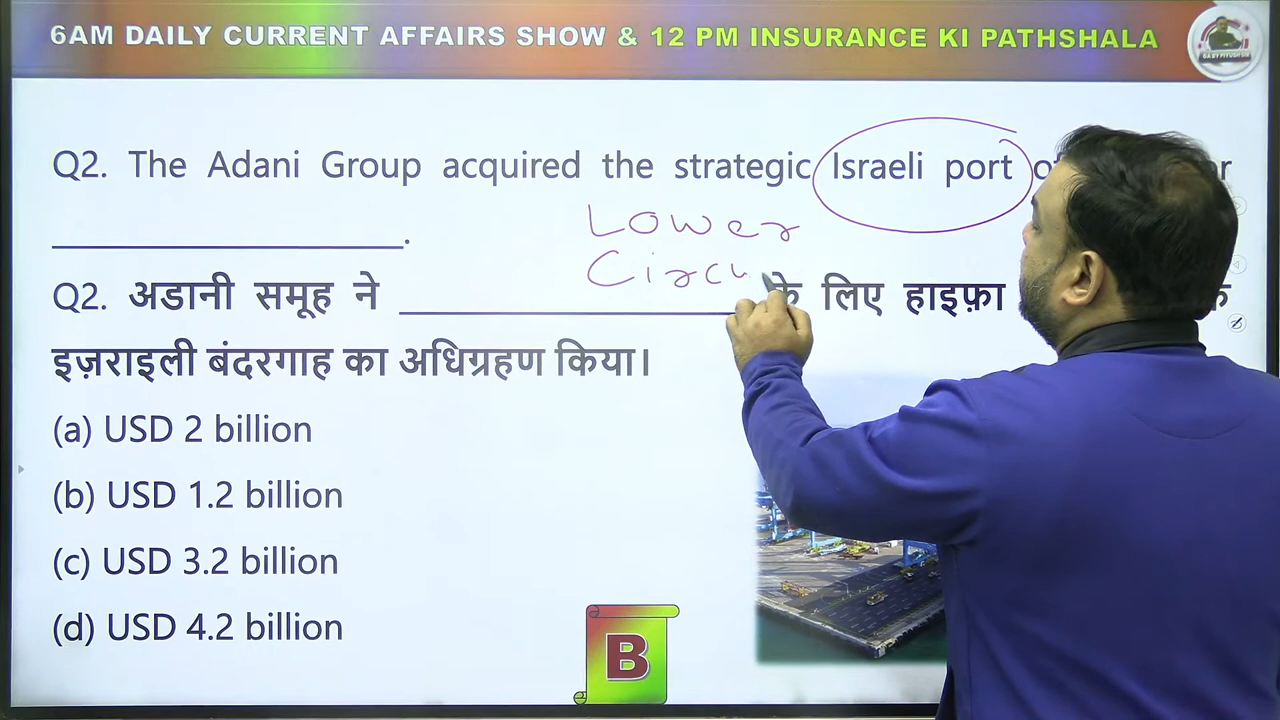 6AM DAILY CURRENT AFFAIRS SHOW & 12 PM INSURANCE KI PATHSHALA
Q2. The Adani Group acquired the strategic Israeli port
_______________.
Lower
Circu
Q2. अडानी समूह ने _______________ के लिए हाइफ़ा
इज़राइली बंदरगाह का अधिग्रहण किया।
(a) USD 2 billion
(b) USD 1.2 billion
(c) USD 3.2 billion
(d) USD 4.2 billion
B